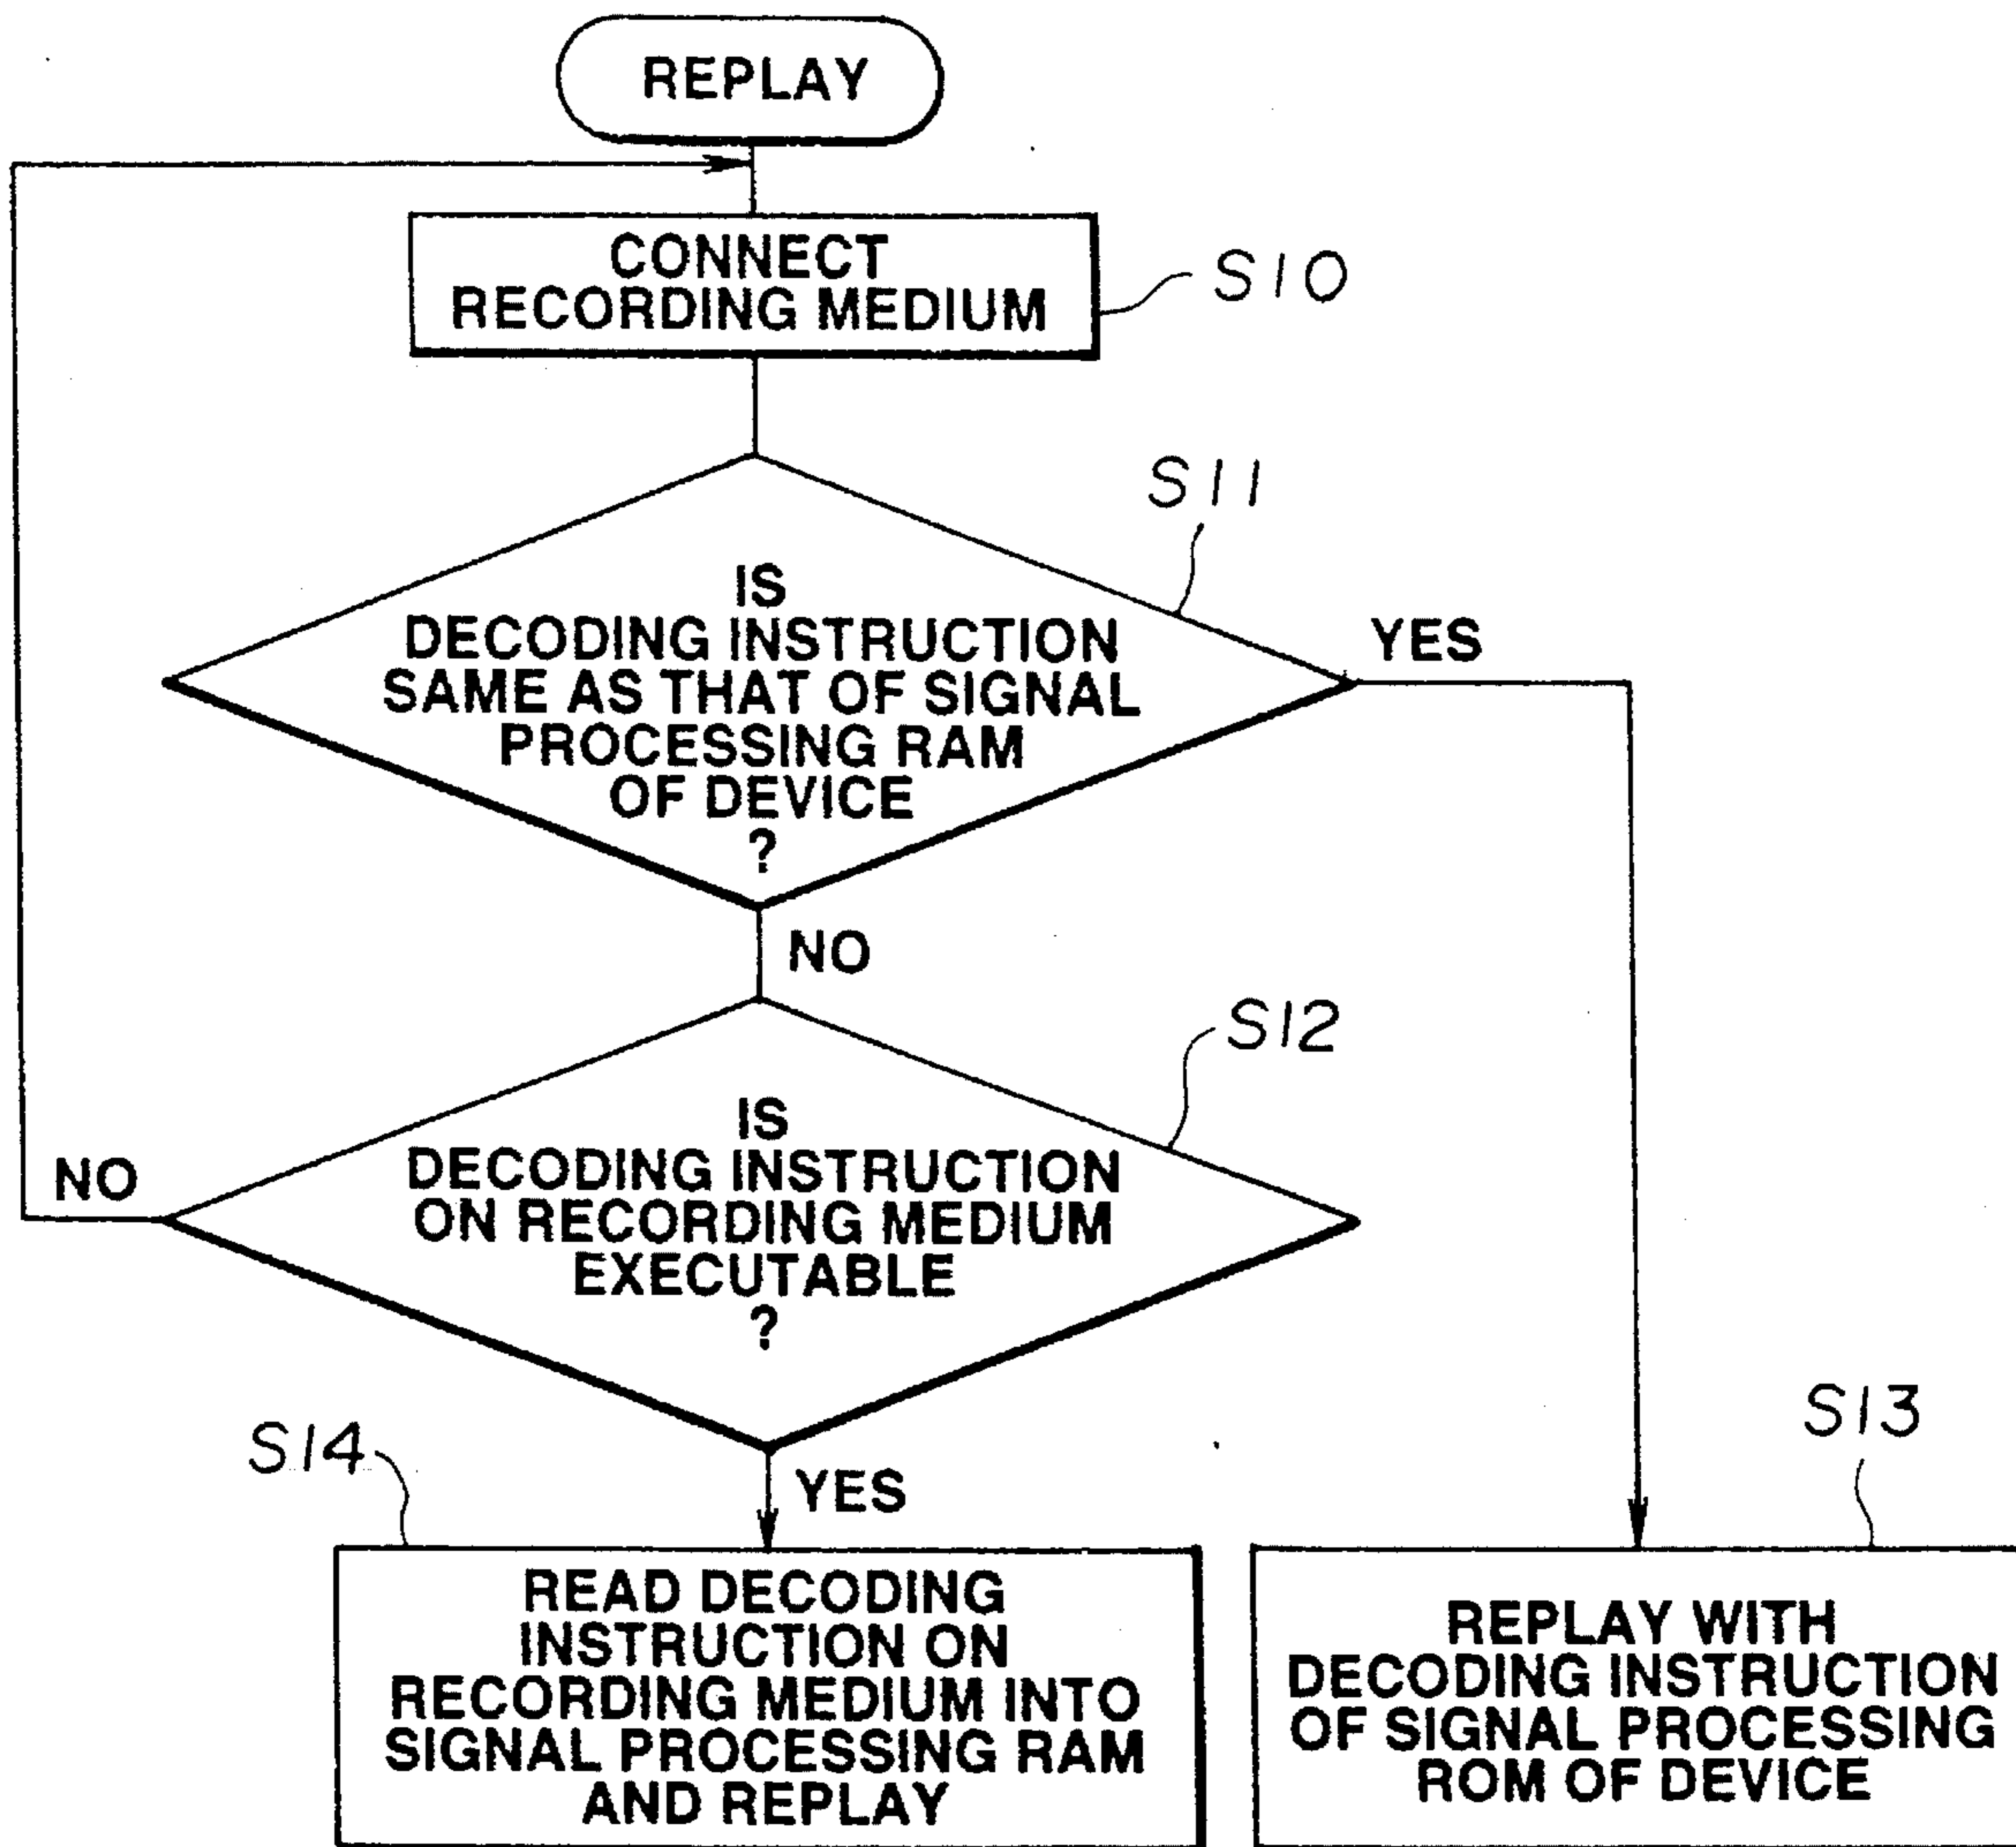 REPLAY
CONNECT
RECORDING MEDIUM
S10
S11
IS
DECODING INSTRUCTION
SAME AS THAT OF SIGNAL
PROCESSING RAM
OF DEVICE
?
YES
NO
S12
IS
DECODING INSTRUCTION
ON RECORDING MEDIUM
EXECUTABLE
?
NO
YES
S14
READ DECODING
INSTRUCTION ON
RECORDING MEDIUM INTO
SIGNAL PROCESSING RAM
AND REPLAY
S13
REPLAY WITH
DECODING INSTRUCTION
OF SIGNAL PROCESSING
ROM OF DEVICE